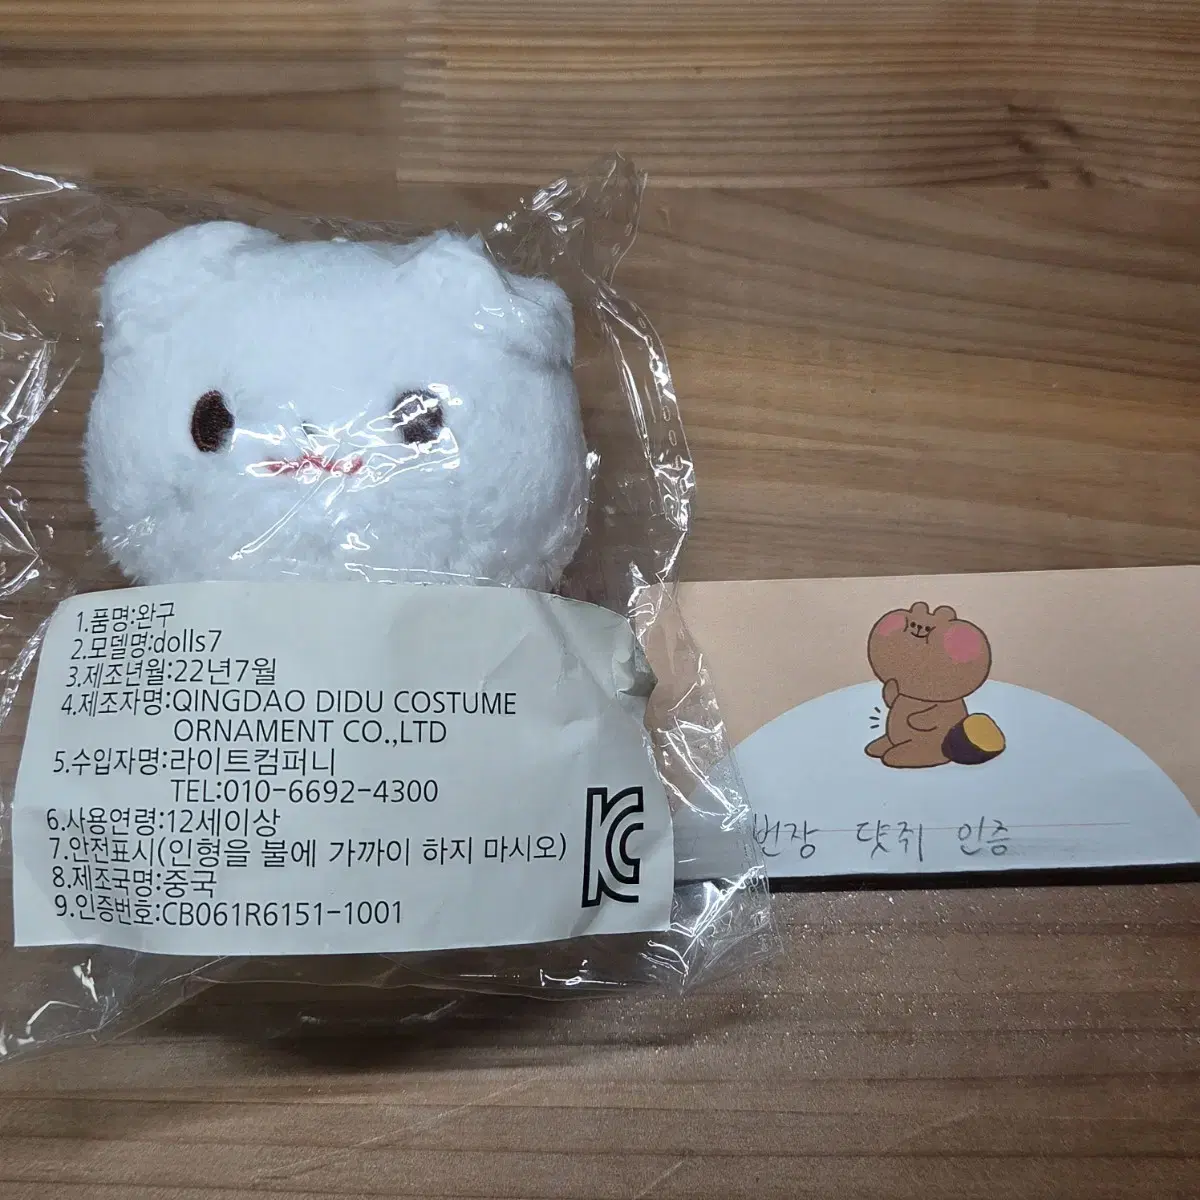 1.품명:완구
2.모델명:dolls7
3.제조년월:22년7월
4.제조자명:QINGDAO DIDU COSTUME
ORNAMENT CO.,LTD
5.수입자명:라이트컴퍼니
TEL:010-6692-4300
6.사용연령:12세이상
7.안전표시(인형을 불에 가까이 하지 마시오)
8.제조국명:중국
9.인증번호:CB061R6151-1001
KC
번장 댯쥐 인증